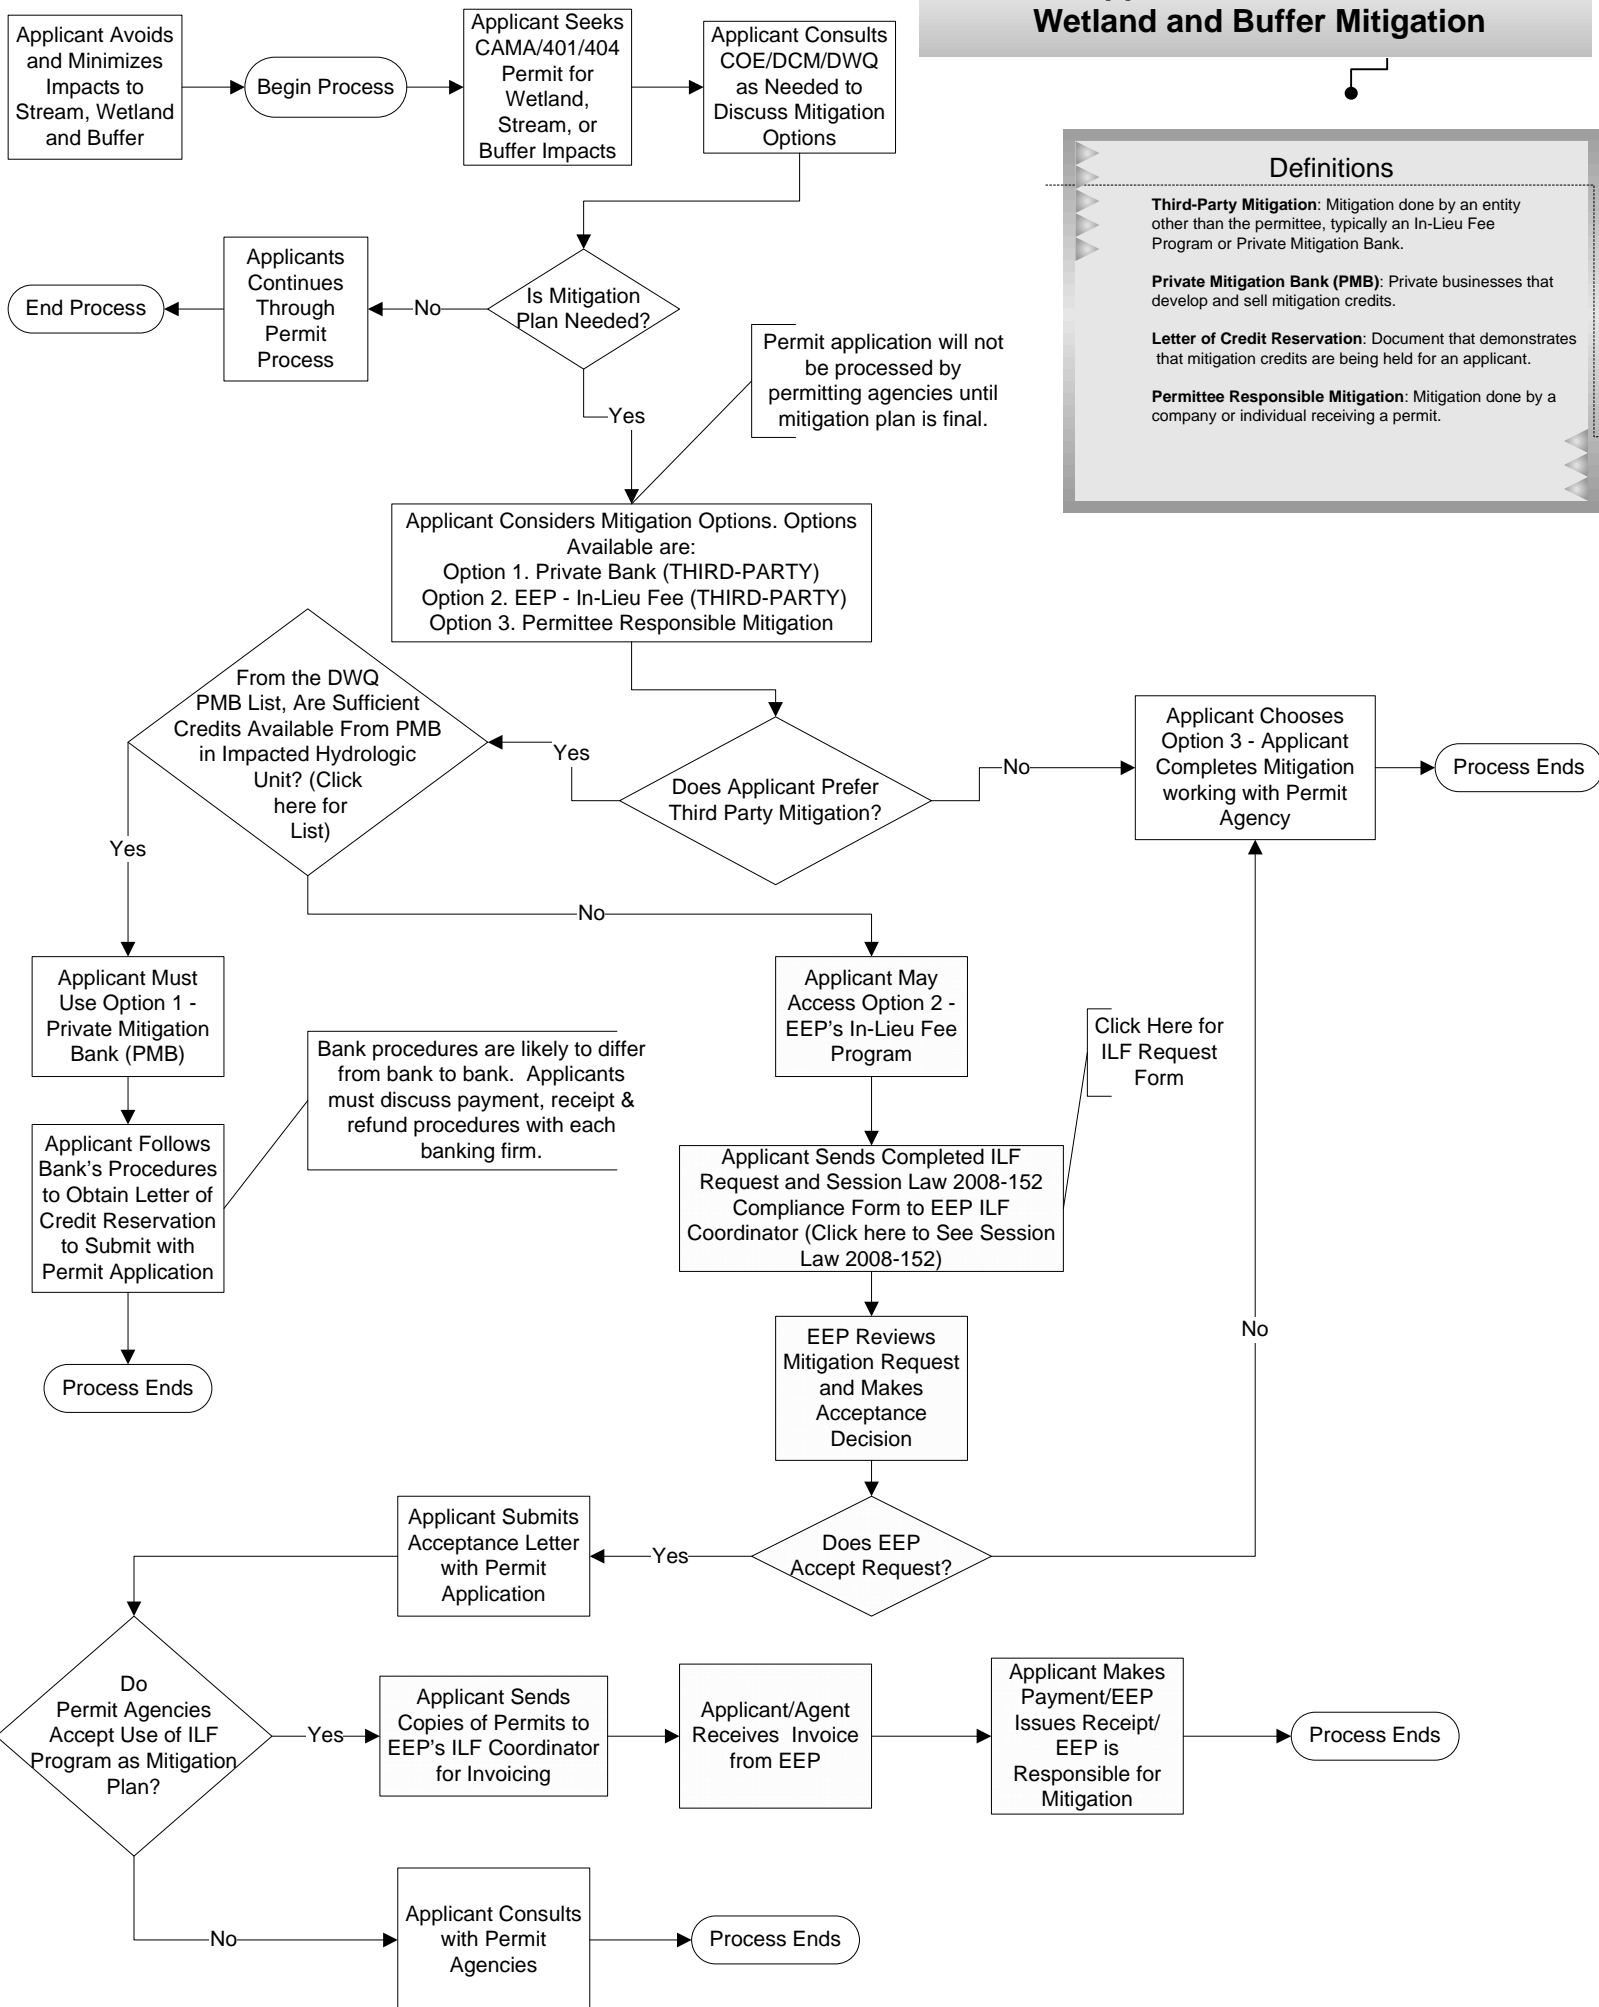 Wetland and Buffer Mitigation
Applicant Avoids
and Minimizes
Impacts to
Stream, Wetland
and Buffer
Begin Process
Applicant Seeks
CAMA/401/404
Permit for
Wetland,
Stream, or
Buffer Impacts
Applicant Consults
COE/DCM/DWQ
as Needed to
Discuss Mitigation
Options
Definitions
Third-Party Mitigation: Mitigation done by an entity
other than the permittee, typically an In-Lieu Fee
Program or Private Mitigation Bank.
Private Mitigation Bank (PMB): Private businesses that
develop and sell mitigation credits.
Letter of Credit Reservation: Document that demonstrates
that mitigation credits are being held for an applicant.
Permittee Responsible Mitigation: Mitigation done by a
company or individual receiving a permit.
Is Mitigation
Plan Needed?
No
Applicants
Continues
Through
Permit
Process
End Process
Yes
Permit application will not
be processed by
permitting agencies until
mitigation plan is final.
Applicant Considers Mitigation Options. Options
Available are:
Option 1. Private Bank (THIRD-PARTY)
Option 2. EEP - In-Lieu Fee (THIRD-PARTY)
Option 3. Permittee Responsible Mitigation
Does Applicant Prefer
Third Party Mitigation?
No
Applicant Chooses
Option 3 - Applicant
Completes Mitigation
working with Permit
Agency
Process Ends
Yes
From the DWQ
PMB List, Are Sufficient
Credits Available From PMB
in Impacted Hydrologic
Unit? (Click
here for
List)
Yes
No
Applicant Must
Use Option 1 -
Private Mitigation
Bank (PMB)
Applicant Follows
Bank's Procedures
to Obtain Letter of
Credit Reservation
to Submit with
Permit Application
Bank procedures are likely to differ
from bank to bank.  Applicants
must discuss payment, receipt &
refund procedures with each
banking firm.
Process Ends
Applicant May
Access Option 2 -
EEP's In-Lieu Fee
Program
Click Here for
ILF Request
Form
Applicant Sends Completed ILF
Request and Session Law 2008-152
Compliance Form to EEP ILF
Coordinator (Click here to See Session
Law 2008-152)
EEP Reviews
Mitigation Request
and Makes
Acceptance
Decision
Does EEP
Accept Request?
No
Yes
Applicant Submits
Acceptance Letter
with Permit
Application
Do
Permit Agencies
Accept Use of ILF
Program as Mitigation
Plan?
Yes
Applicant Sends
Copies of Permits to
EEP's ILF Coordinator
for Invoicing
Applicant/Agent
Receives  Invoice
from EEP
Applicant Makes
Payment/EEP
Issues Receipt/
EEP is
Responsible for
Mitigation
Process Ends
No
Applicant Consults
with Permit
Agencies
Process Ends